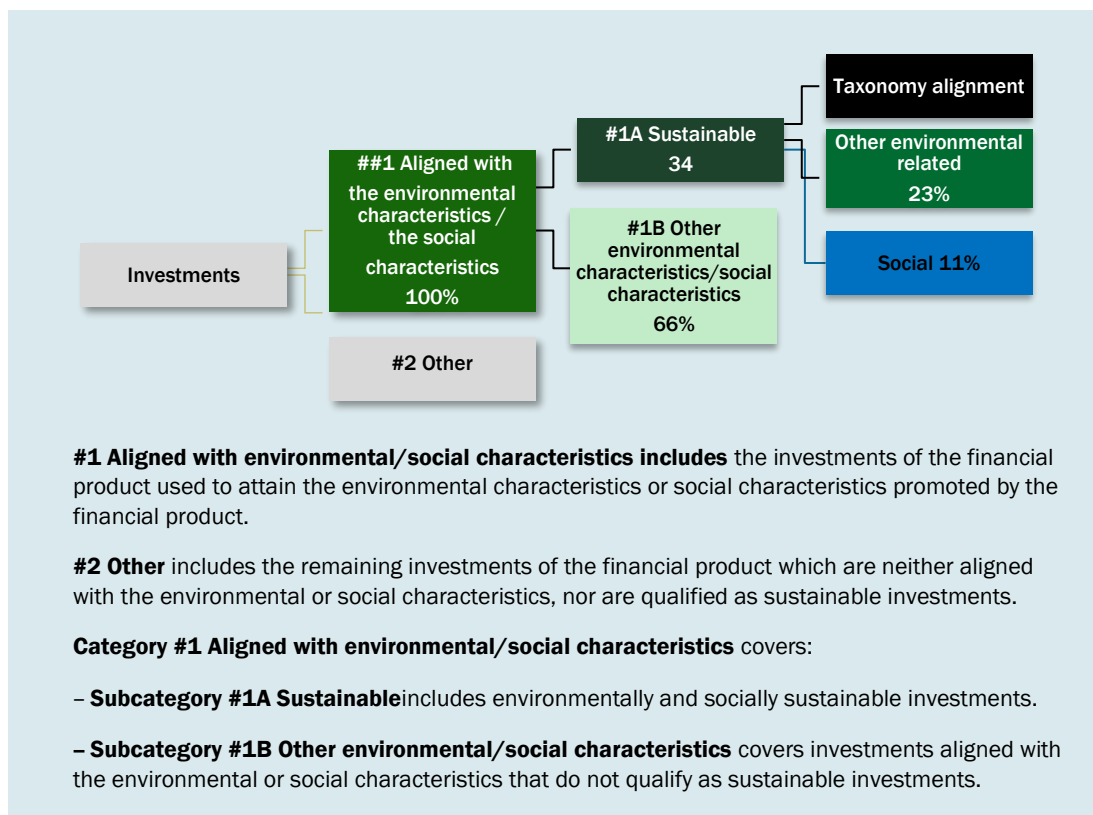 Taxonomy alignment
#1A Sustainable
34
Other environmental
related
23%
##1 Aligned with
the environmental
characteristics /
the social
characteristics
100%
#1B Other
environmental
characteristics/social
characteristics
66%
Social 11%
Investments
#2 Other
#1 Aligned with environmental/social characteristics includes the investments of the financial
product used to attain the environmental characteristics or social characteristics promoted by the
financial product.
#2 Other includes the remaining investments of the financial product which are neither aligned
with the environmental or social characteristics, nor are qualified as sustainable investments.
Category #1 Aligned with environmental/social characteristics covers:
– Subcategory #1A Sustainableincludes environmentally and socially sustainable investments.
– Subcategory #1B Other environmental/social characteristics covers investments aligned with
the environmental or social characteristics that do not qualify as sustainable investments.